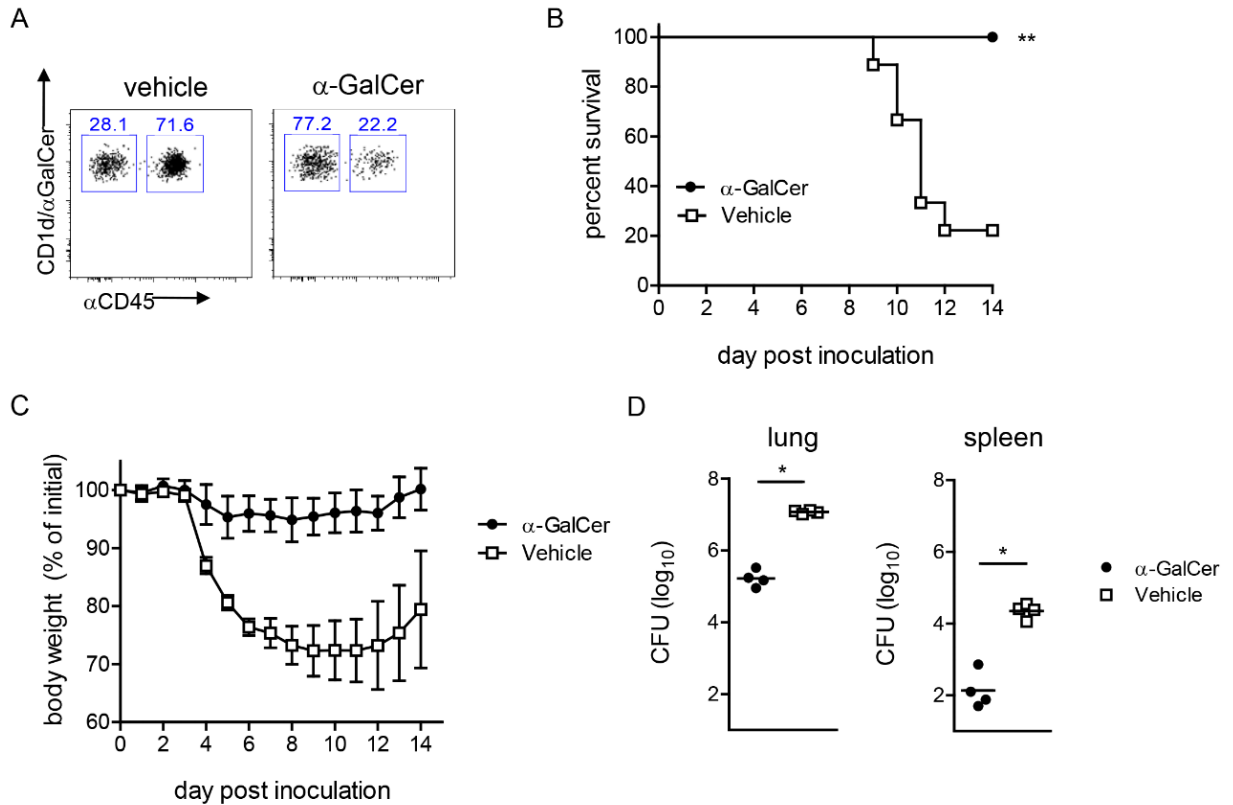 A
vehicle
α-GalCer
28.1 71.6
77.2 22.2
CD1d/αGalCer
αCD45
B
percent survival
100
80
60
40
20
0
0 2 4 6 8 10 12 14
day post inoculation
α-GalCer
Vehicle
**
C
body weight (% of initial)
100
90
80
70
60
0 2 4 6 8 10 12 14
day post inoculation
α-GalCer
Vehicle
D
lung
CFU (log10)
8
6
4
2
*
spleen
CFU (log10)
8
6
4
2
*
α-GalCer
Vehicle